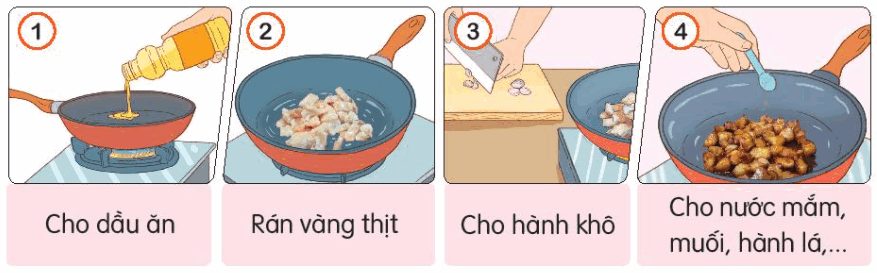 1
2
3
4
Cho dầu ăn
Rán vàng thịt
Cho hành khô
Cho nước mắm,
muối, hành lá,...